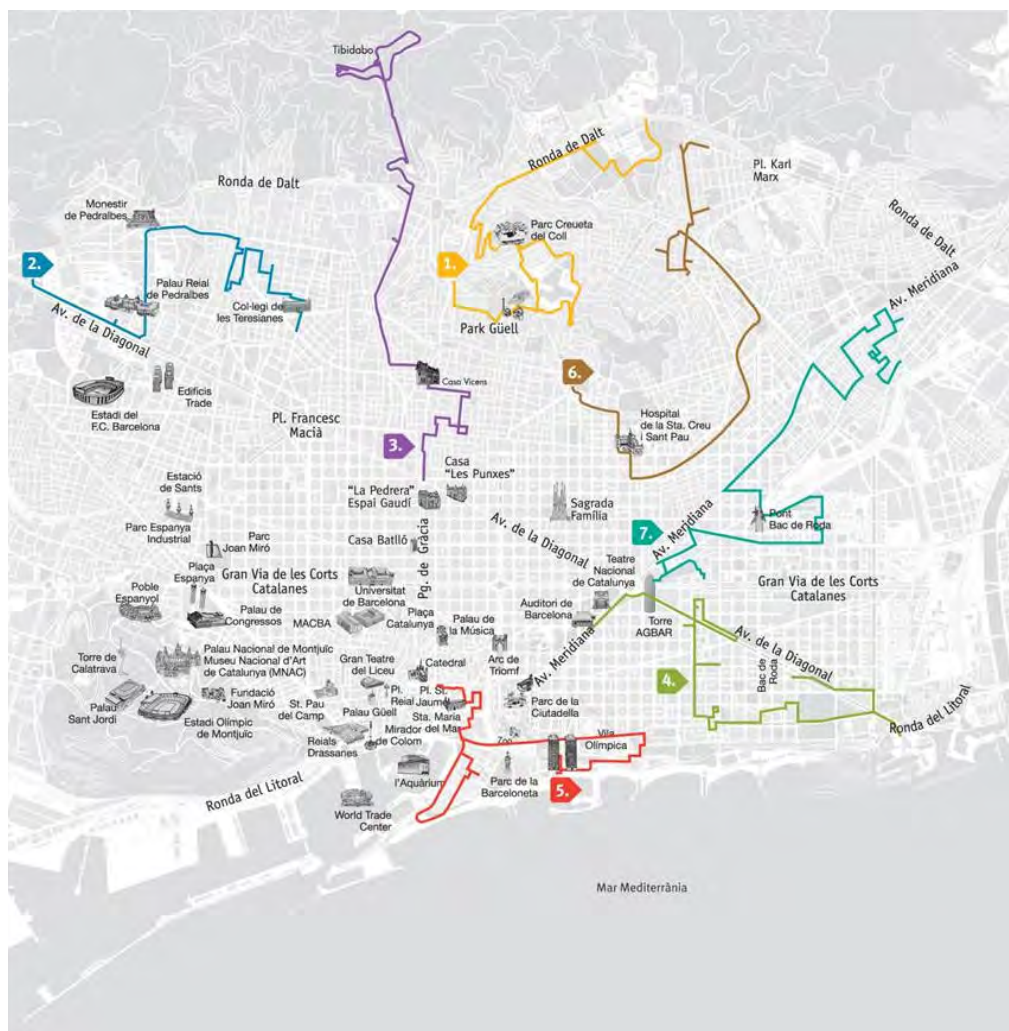 Tibidabo
Ronda de Dalt
Pl. Karl
Marx
Ronda de Dalt
Monestir
de Pedralbes
Parc Creueta
del Coll
Ronda de Dalt
2.
1.
Av. Meridiana
Palau Reial
de Pedralbes
Col·legi de
les Teresianes
Av. de la Diagonal
Park Güell
6.
Casa Vicens
Edificis
Trade
Estadi del
F.C. Barcelona
Pl. Francesc
Macià
Hospital
de la Sta. Creu
i Sant Pau
3.
Casa
"Les Punxes"
Estació
de Sants
"La Pedrera"
Espai Gaudí
Sagrada
Família
Pont
Bac de Roda
Parc Espanya
Industrial
Av. de la Diagonal
Av. Meridiana
7.
Parc
Joan Miró
Casa Batlló
Pg. de Gràcia
Teatre
Nacional
de Catalunya
Plaça
Espanya
Gran Via de les Corts
Catalanes
Gran Via de les Corts
Catalanes
Poble
Espanyol
Universitat
de Barcelona
Palau de
Congressos
MACBA
Plaça
Catalunya
Palau de
la Música
Auditori de
Barcelona
Torre
AGBAR
Av. de la Diagonal
Av. Meridiana
Torre de
Calatrava
Palau Nacional de Montjuïc
Museu Nacional d'Art
de Catalunya (MNAC)
Gran Teatre
del Liceu
Catedral
Arc de
Triomf
4.
Bac de
Roda
Palau
Sant Jordi
Fundació
Joan Miró
Estadi Olímpic
de Montjuïc
St. Pau
del Camp
Palau Güell
Pl.
Reial
Pl. St.
Jaume
Sta. Maria
del Mar
Parc de la
Ciutadella
Ronda del Litoral
Reials
Drassanes
Mirador
de Colom
Zoo
Vila
Olímpica
l'Aquàrium
Parc de la
Barceloneta
5.
Ronda del Litoral
World Trade
Center
Mar Mediterrània